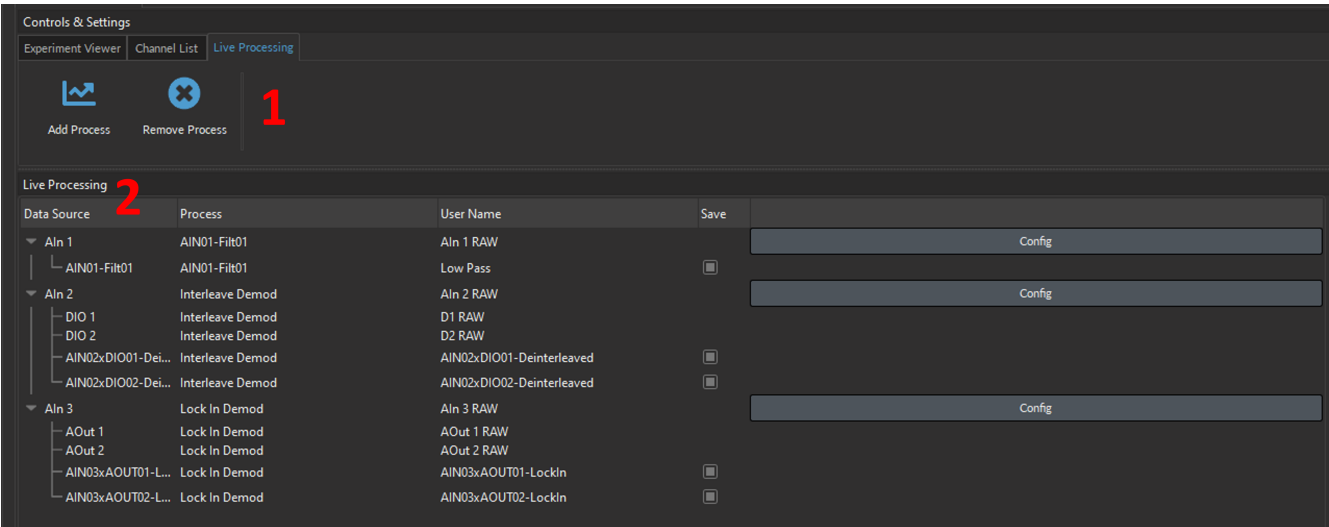 Controls & Settings
Experiment Viewer Channel List Live Processing
Add Process Remove Process
1
Live Processing
2
Data Source Process User Name Save
AIn 1 AIN01-Filt01 AIn 1 RAW Config
AIN01-Filt01 AIN01-Filt01 Low Pass
AIn 2 Interleave Demod AIn 2 RAW Config
DIO 1 Interleave Demod D1 RAW
DIO 2 Interleave Demod D2 RAW
AIN02xDIO01-Dei... Interleave Demod AIN02xDIO01-Deinterleaved
AIN02xDIO02-Dei... Interleave Demod AIN02xDIO02-Deinterleaved
AIn 3 Lock In Demod AIn 3 RAW Config
AOut 1 Lock In Demod AOut 1 RAW
AOut 2 Lock In Demod AOut 2 RAW
AIN03xAOUT01-L... Lock In Demod AIN03xAOUT01-LockIn
AIN03xAOUT02-L... Lock In Demod AIN03xAOUT02-LockIn